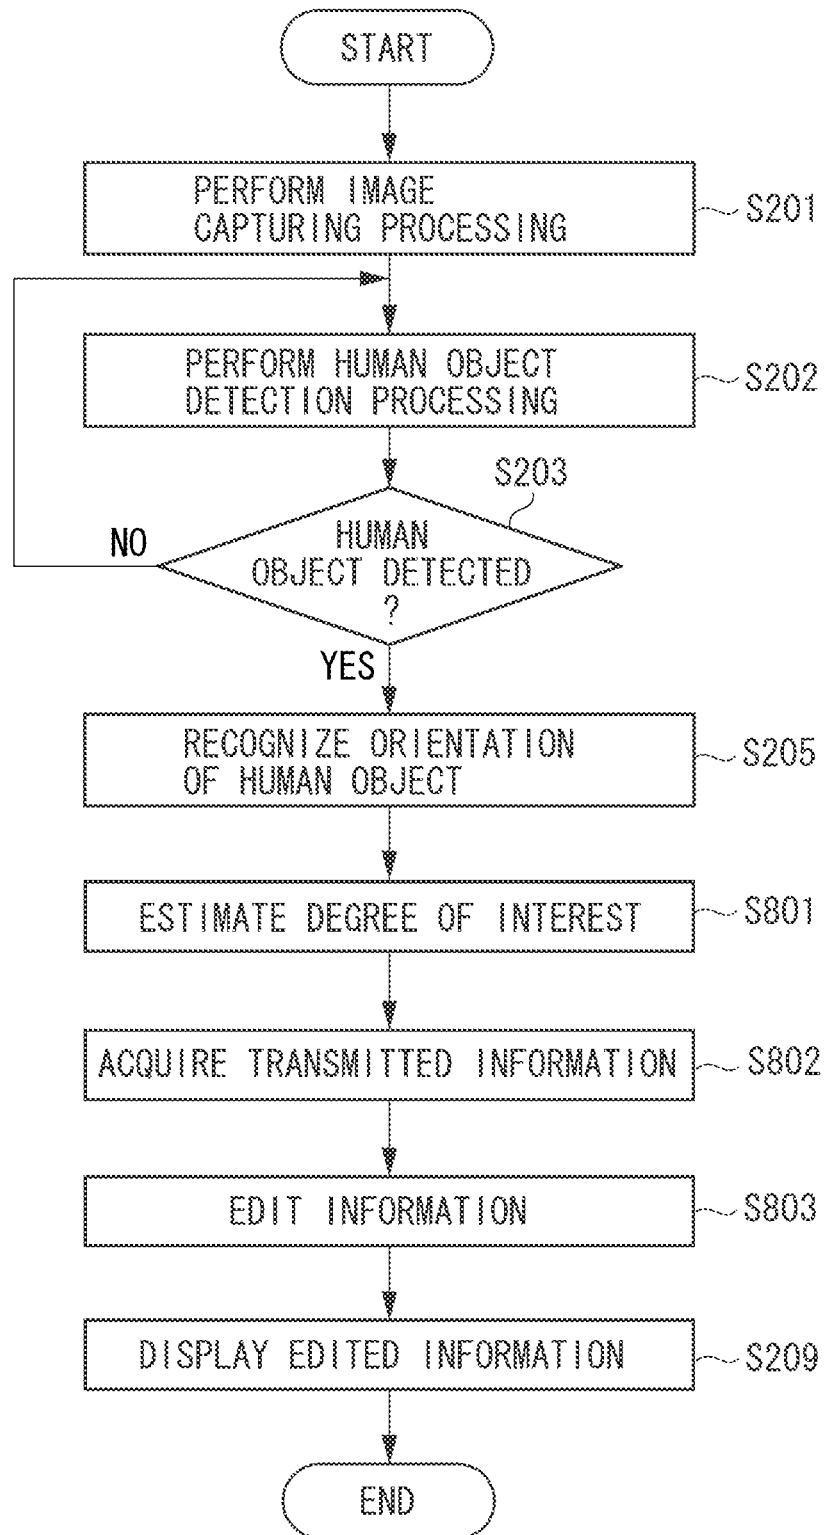 START
PERFORM IMAGE
CAPTURING PROCESSING
S201
PERFORM HUMAN OBJECT
DETECTION PROCESSING
S202
S203
HUMAN
OBJECT DETECTED
?
NO
YES
RECOGNIZE ORIENTATION
OF HUMAN OBJECT
S205
ESTIMATE DEGREE OF INTEREST
S801
ACQUIRE TRANSMITTED INFORMATION
S802
EDIT INFORMATION
S803
DISPLAY EDITED INFORMATION
S209
END